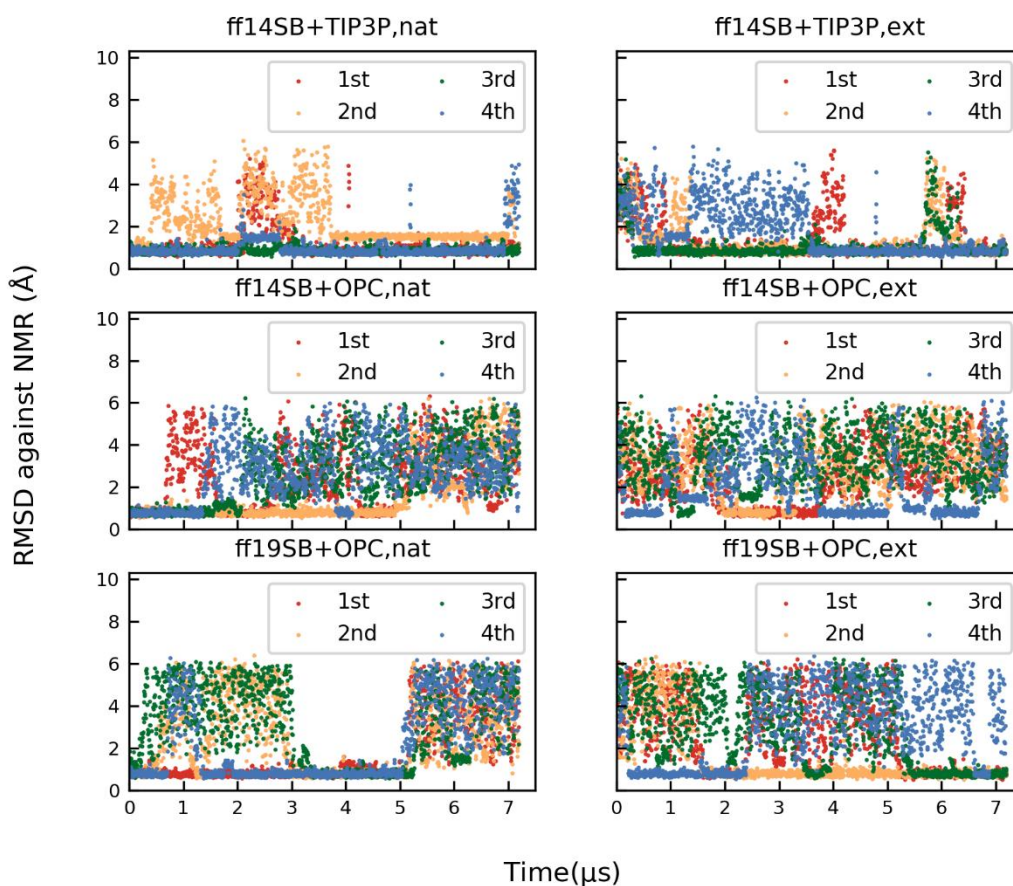 ff14SB+TIP3P,nat
10
8
6
4
2
0
1st
2nd
3rd
4th
ff14SB+TIP3P,ext
1st
2nd
3rd
4th
ff14SB+OPC,nat
10
8
6
4
2
0
1st
2nd
3rd
4th
ff14SB+OPC,ext
1st
2nd
3rd
4th
ff19SB+OPC,nat
10
8
6
4
2
0
1st
2nd
3rd
4th
0 1 2 3 4 5 6 7
ff19SB+OPC,ext
1st
2nd
3rd
4th
0 1 2 3 4 5 6 7
RMSD against NMR (Å)
Time(μs)